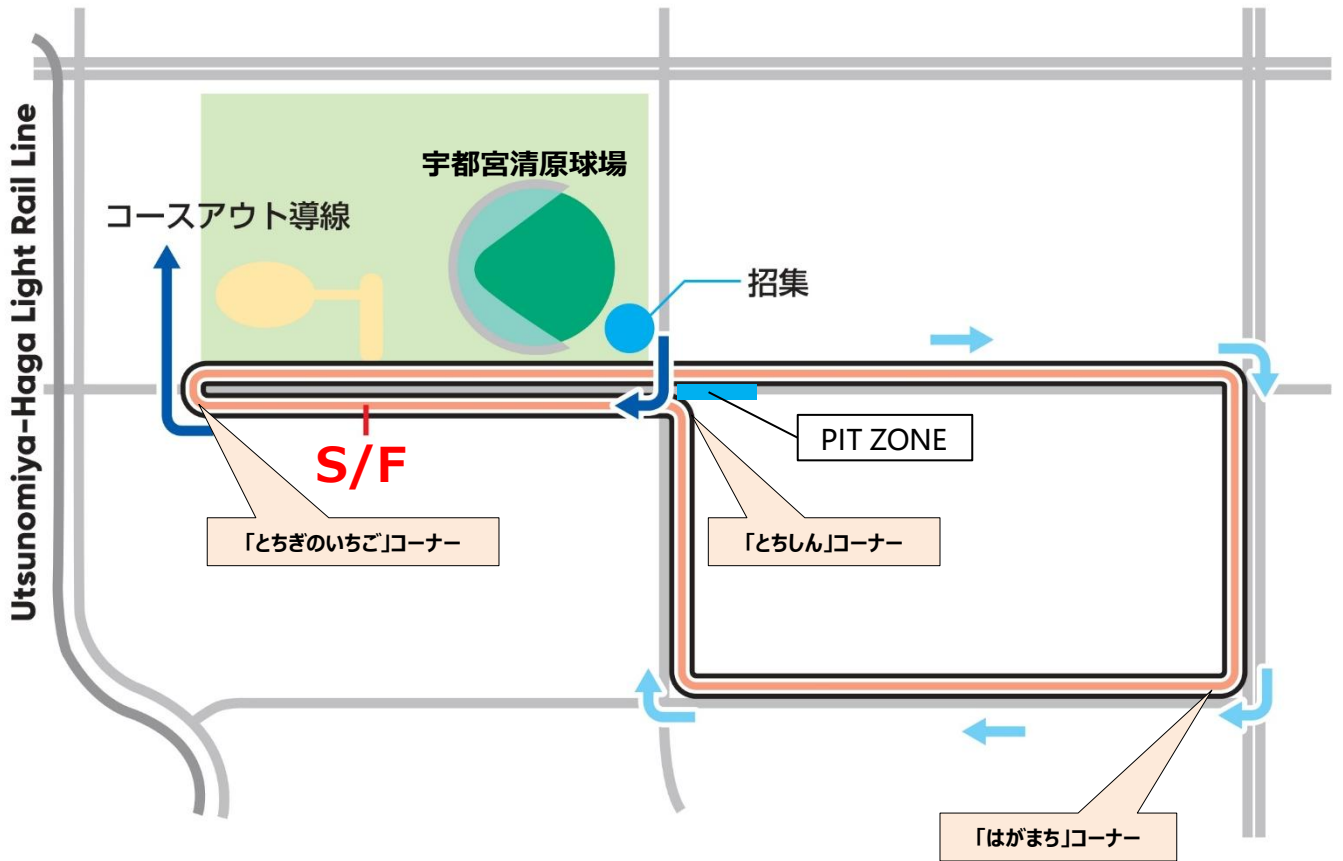 Utsunomiya-Haga Light Rail Line
宇都宮清原球場
コースアウト導線
招集
PIT ZONE
S/F
「とちぎのいちご」コーナー
「とちしん」コーナー
「はがまち」コーナー